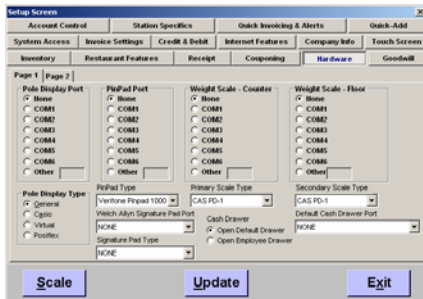 Setup Screen
Account Control Station Specifics Quick Invoicing & Alerts Quick-Add
System Access Invoice Settings Credit & Debit Internet Features Company Info Touch Screen
Inventory Restaurant Features Receipt Couponing Hardware Goodwill
Page 1 Page 2
Pole Display Port PinPad Port Weight Scale - Counter Weight Scale - Floor
None None None None
COM1 COM1 COM1 COM1
COM2 COM2 COM2 COM2
COM3 COM3 COM3 COM3
COM4 COM4 COM4 COM4
COM5 COM5 COM5 COM5
COM6 COM6 COM6 COM6
Other Other Other Other
Pole Display Type PinPad Type Primary Scale Type Secondary Scale Type
General Verifone Pinpad 1000 CAS PD-1 CAS PD-1
Casio Welch Allyn Signature Pad Port Cash Drawer Default Cash Drawer Port
Virtual NONE Open Default Drawer NONE
Posiflex Signature Pad Type Open Employee Drawer
NONE
Scale Update Exit